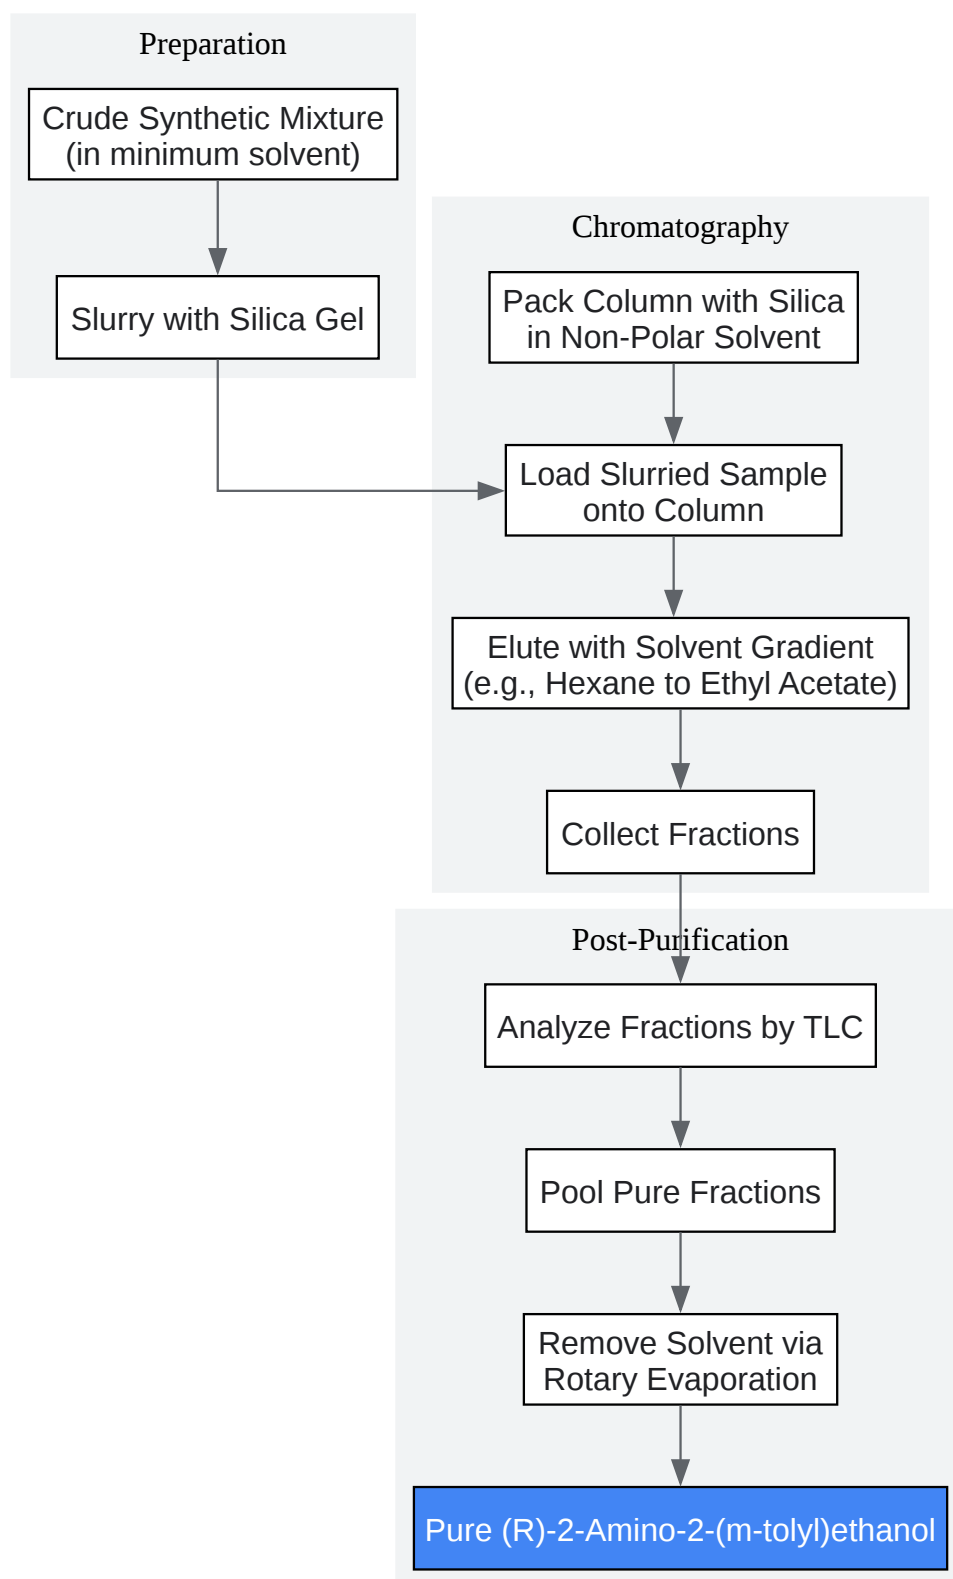 Preparation
Crude Synthetic Mixture
(in minimum solvent)
Slurry with Silica Gel
Chromatography
Pack Column with Silica
in Non-Polar Solvent
Load Slurried Sample
onto Column
Elute with Solvent Gradient
(e.g., Hexane to Ethyl Acetate)
Collect Fractions
Post-Purification
Analyze Fractions by TLC
Pool Pure Fractions
Remove Solvent via
Rotary Evaporation
Pure (R)-2-Amino-2-(m-tolyl)ethanol